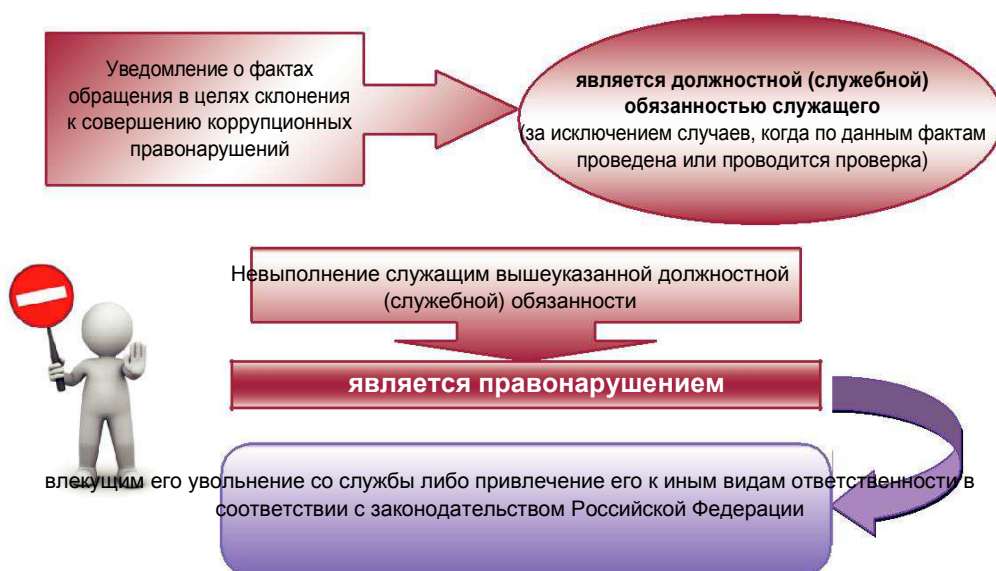 Уведомление о фактах
обращения в целях склонения
к совершению коррупционных
правонарушений
является должностной (служебной)
обязанностью служащего
(за исключением случаев, когда по данным фактам
проведена или проводится проверка)
Невыполнение служащим вышеуказанной должностной
(служебной) обязанности
является правонарушением
влекущим его увольнение со службы либо привлечение его к иным видам ответственности в
соответствии с законодательством Российской Федерации